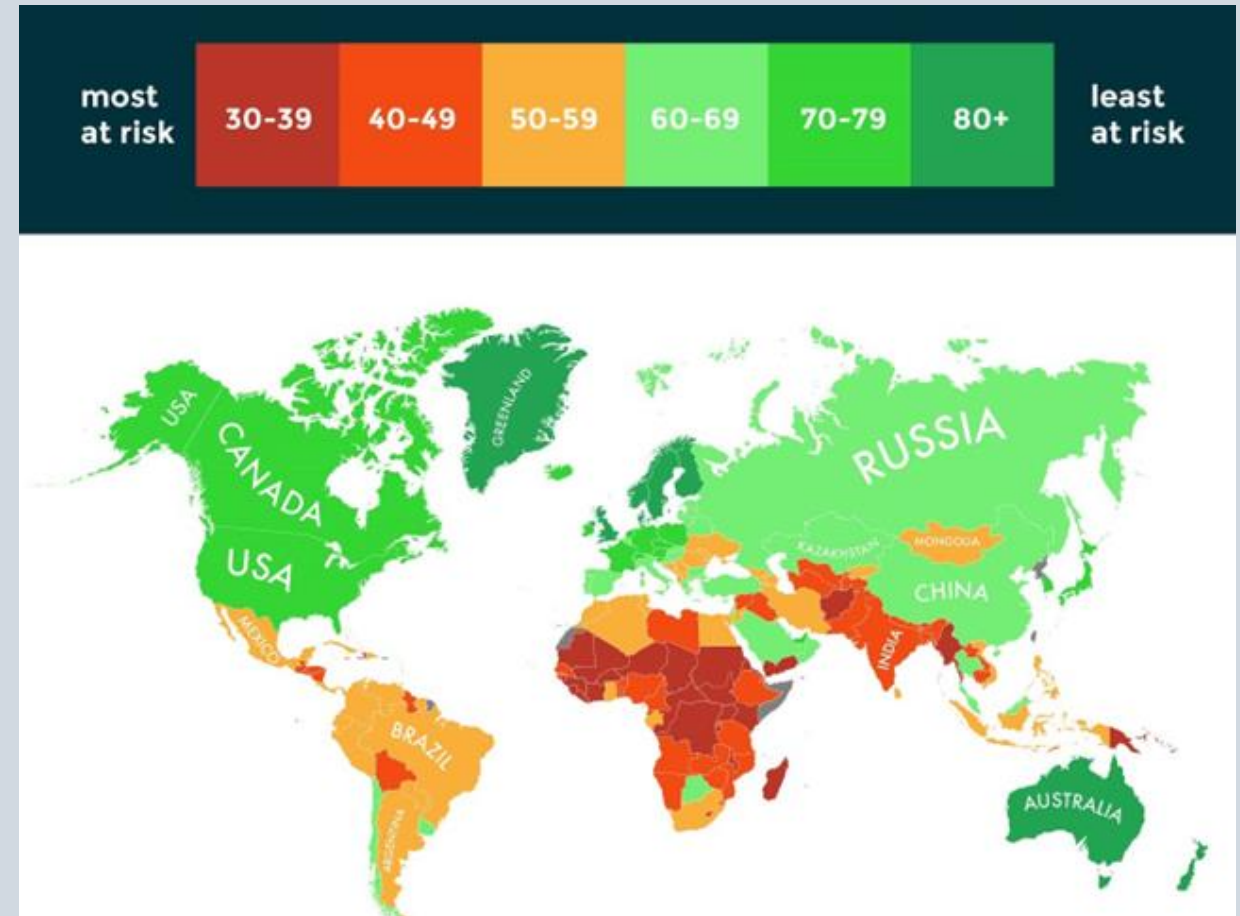 most
at risk
30-39
40-49
50-59
60-69
70-79
80+
least
at risk
GREENLAND
USA
CANADA
RUSSIA
KAZAKHSTAN
MONGOLIA
USA
CHINA
MEXICO
INDIA
BRAZIL
AUSTRALIA
ARGENTINA